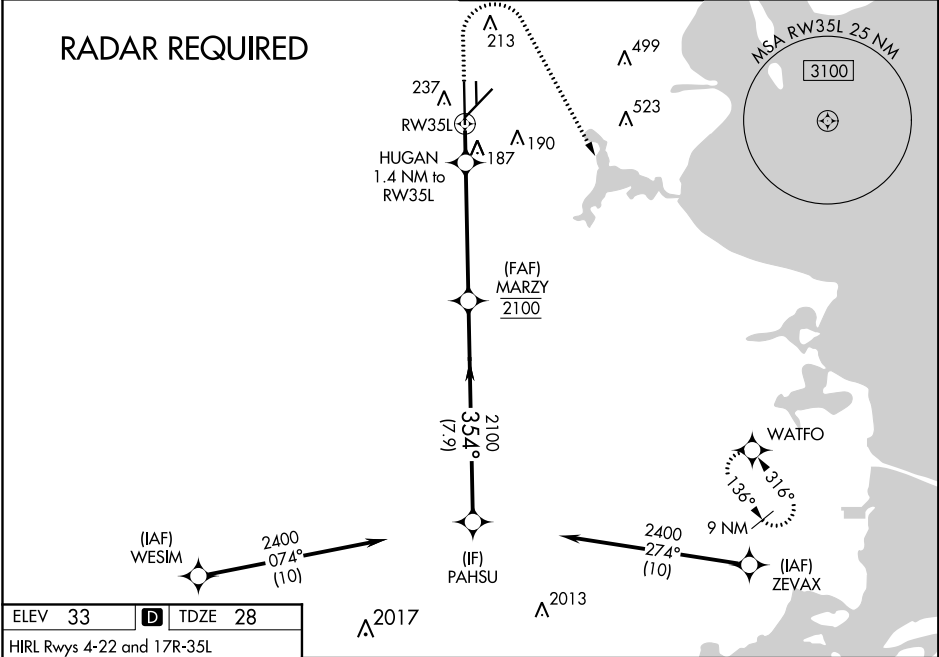 RADAR REQUIRED
213
499
MSA RW35L 25 NM
3100
237
523
RW35L
190
187
HUGAN
1.4 NM to
RW35L
(FAF)
MARZY
2100
2100
354°
(7.9)
WATFO
136°
316°
9 NM
(IAF)
WESIM
2400
074°
(10)
(IF)
PAHSU
2400
274°
(10)
(IAF)
ZEVAX
2017
2013
ELEV 33 D TDZE 28
HIRL Rwys 4-22 and 17R-35L